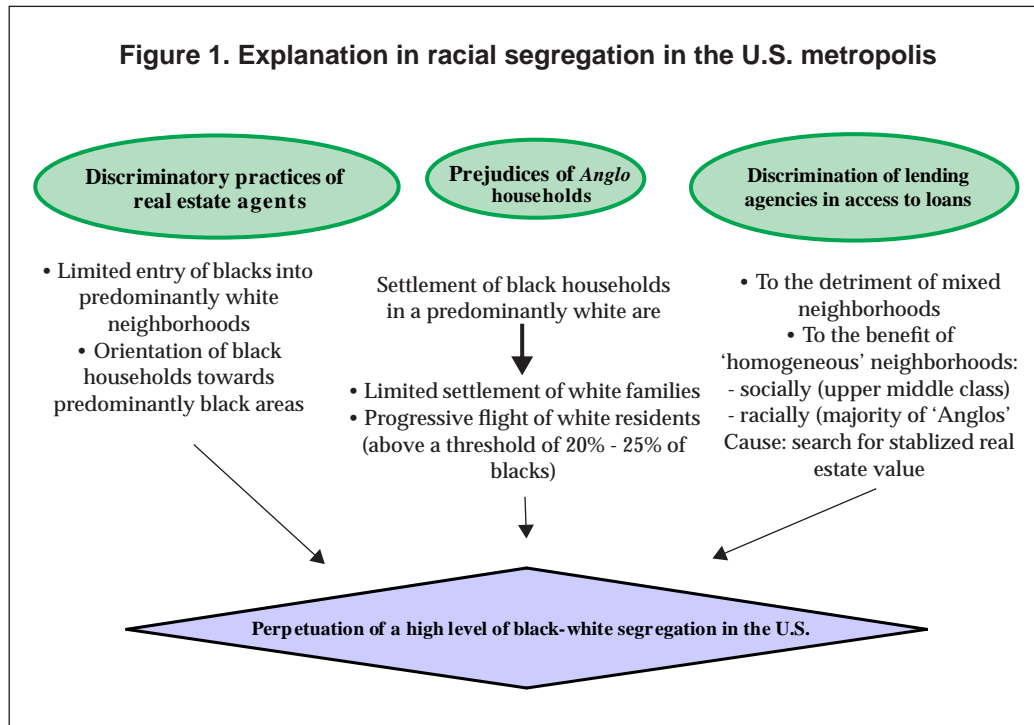 Figure 1. Explanation in racial segregation in the U.S. metropolis
Discriminatory practices of
real estate agents
Prejudices of Anglo
households
Discrimination of lending
agencies in access to loans
• Limited entry of blacks into
predominantly white
neighborhoods
• Orientation of black
households towards
predominantly black areas
Settlement of black households
in a predominantly white are
• Limited settlement of white families
• Progressive flight of white residents
(above a threshold of 20% - 25% of
blacks)
• To the detriment of mixed
neighborhoods
• To the benefit of
‘homogeneous’ neighborhoods:
- socially (upper middle class)
- racially (majority of ‘Anglos’
Cause: search for stablized real
estate value
Perpetuation of a high level of black-white segregation in the U.S.